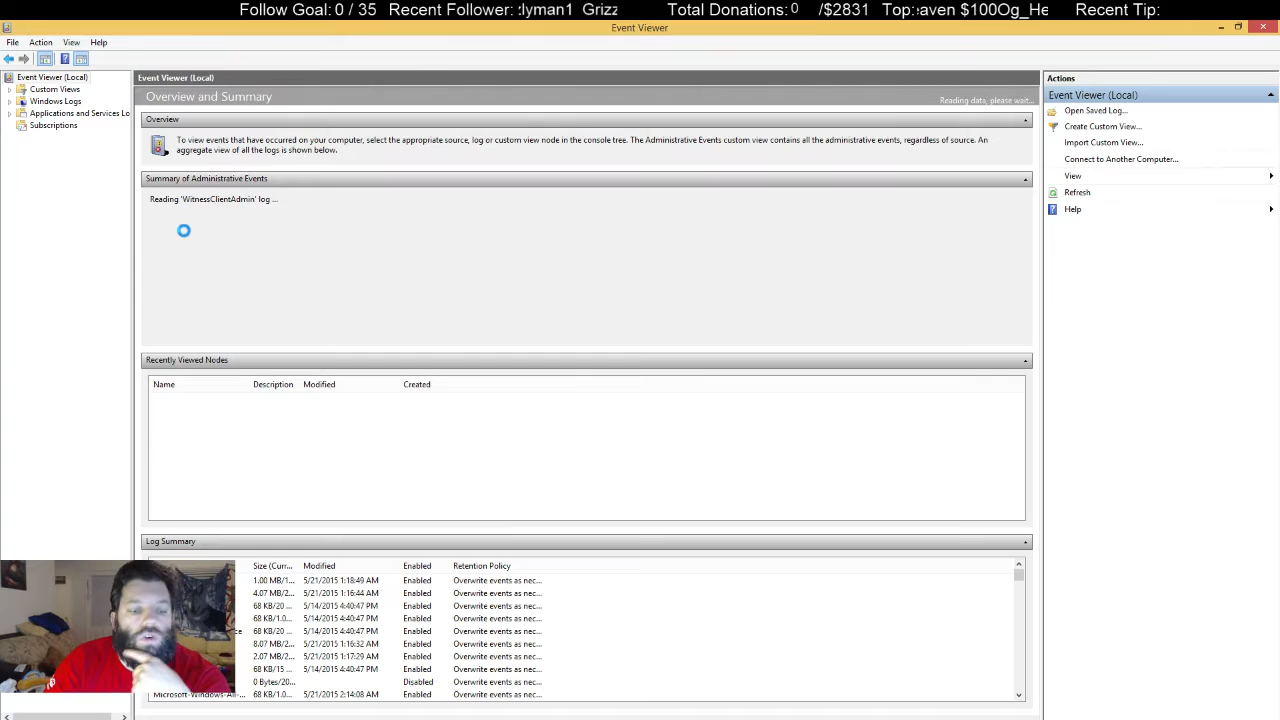 Follow Goal: 0 / 35 Recent Follower: :lyman1 Grizz Total Donations: 0 /$2831 Top: aven $100Og_He Recent Tip:
Event Viewer
File Action View Help
Event Viewer (Local)
Custom Views
Windows Logs
Applications and Services Lo
Subscriptions
Event Viewer (Local)
Overview and Summary
Reading data, please wait...
Overview
To view events that have occurred on your computer, select the appropriate source, log or custom view node in the console tree. The Administrative Events custom view contains all the administrative events, regardless of source. An
aggregate view of all the logs is shown below.
Summary of Administrative Events
Reading 'WitnessClientAdmin' log ...
Recently Viewed Nodes
Name Description Modified Created
Log Summary
Size (Curr... Modified Enabled Retention Policy
1.00 MB/1... 5/21/2015 1:18:49 AM Enabled Overwrite events as nec...
4.07 MB/2... 5/21/2015 1:16:44 AM Enabled Overwrite events as nec...
68 KB/20 ... 5/14/2015 4:40:47 PM Enabled Overwrite events as nec...
68 KB/1.0... 5/14/2015 4:40:47 PM Enabled Overwrite events as nec...
68 KB/20 ... 5/14/2015 4:40:47 PM Enabled Overwrite events as nec...
8.07 MB/2... 5/21/2015 1:16:32 AM Enabled Overwrite events as nec...
2.07 MB/2... 5/21/2015 1:17:29 AM Enabled Overwrite events as nec...
68 KB/15 ... 5/14/2015 4:40:47 PM Enabled Overwrite events as nec...
0 Bytes/20... Disabled Overwrite events as nec...
Microsoft-Windows-All-... 68 KB/1.0... 5/21/2015 2:14:08 AM Enabled Overwrite events as nec...
Actions
Event Viewer (Local)
Open Saved Log...
Create Custom View...
Import Custom View...
Connect to Another Computer...
View
Refresh
Help